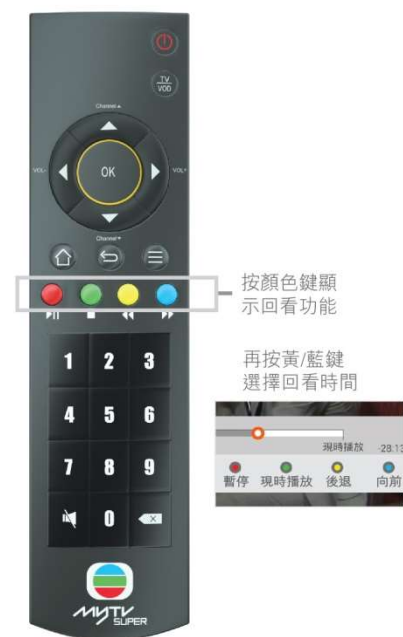 TV
VOD
Channel
VOL-
OK
VOL+
Channel
按顏色鍵顯
示回看功能
1 2 3
4 5 6
7 8 9
0
再按黃/藍鍵
選擇回看時間
現時播放 -28:13
暫停 現時播放 後退 向前
myTV
SUPER